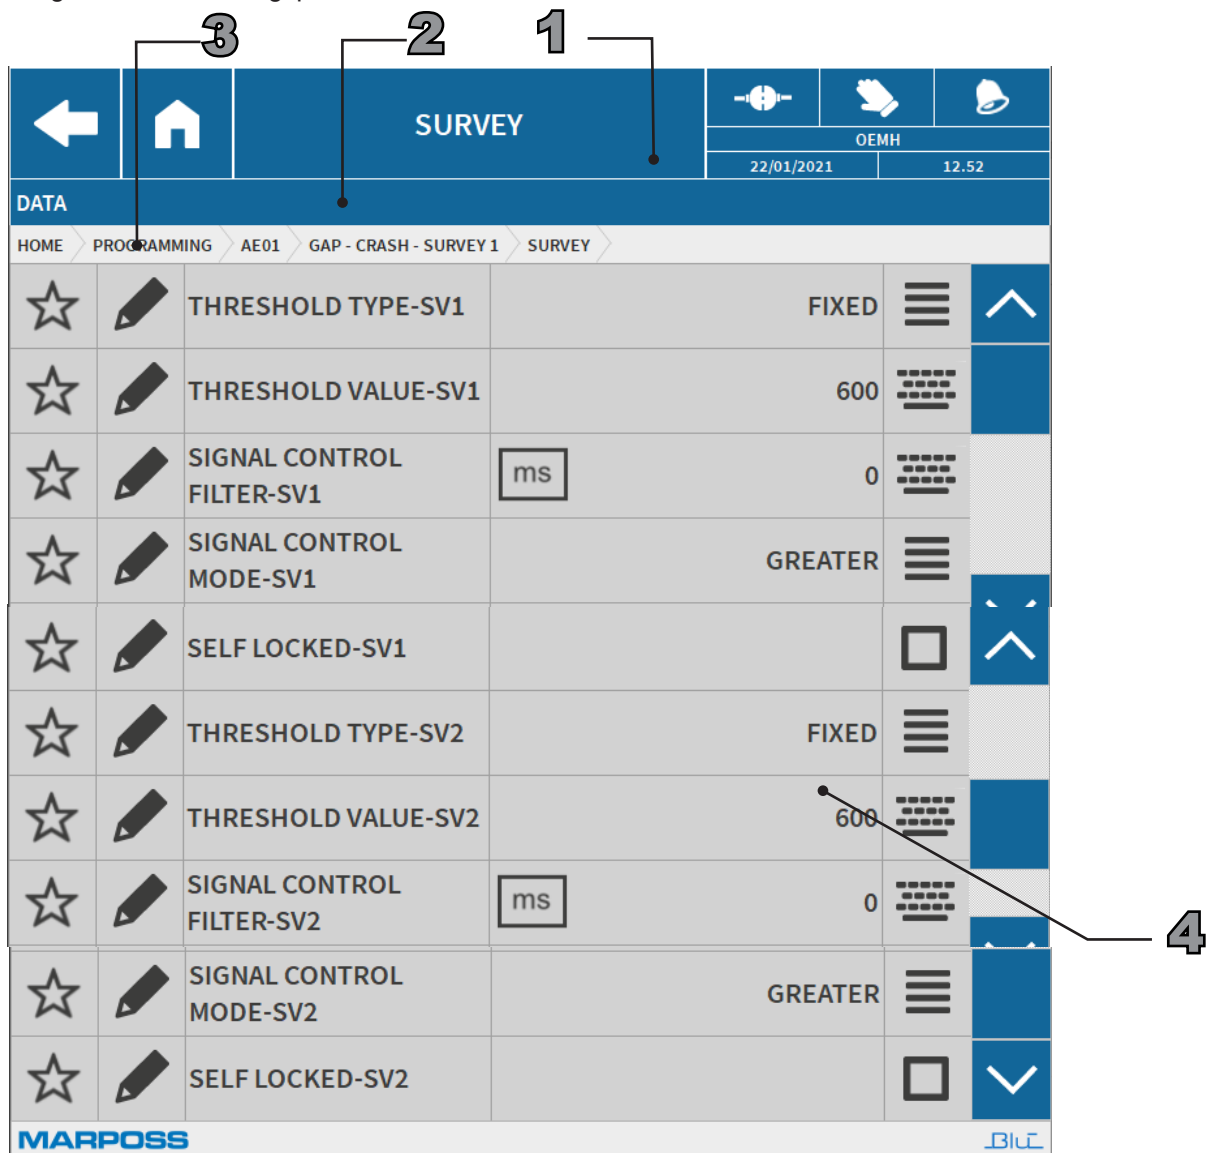 3 2 1
SURVEY
OEMH
22/01/2021 12.52
DATA
HOME PROGRAMMING AE01 GAP - CRASH - SURVEY 1 SURVEY
THRESHOLD TYPE-SV1 FIXED
THRESHOLD VALUE-SV1 600
SIGNAL CONTROL
FILTER-SV1 ms 0
SIGNAL CONTROL
MODE-SV1 GREATER
SELF LOCKED-SV1
THRESHOLD TYPE-SV2 FIXED
THRESHOLD VALUE-SV2 600
SIGNAL CONTROL
FILTER-SV2 ms 0
4
SIGNAL CONTROL
MODE-SV2 GREATER
SELF LOCKED-SV2
MARPOSS BLÚ